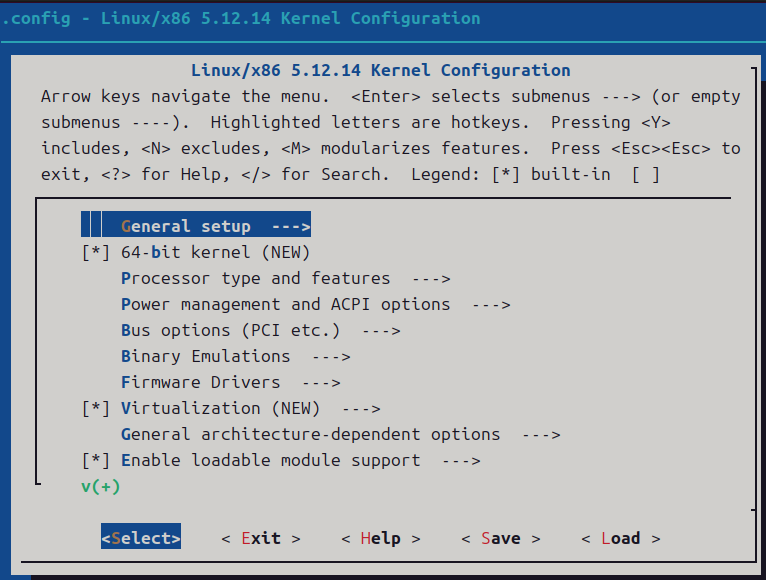 .config - Linux/x86 5.12.14 Kernel Configuration
Linux/x86 5.12.14 Kernel Configuration
Arrow keys navigate the menu.  <Enter> selects submenus ---> (or empty
submenus ----).  Highlighted letters are hotkeys.  Pressing <Y>
includes, <N> excludes, <M> modularizes features.  Press <Esc><Esc> to
exit, <?> for Help, </> for Search.  Legend: [*] built-in  [ ]
General setup  --->
[*] 64-bit kernel (NEW)
Processor type and features  --->
Power management and ACPI options  --->
Bus options (PCI etc.)  --->
Binary Emulations  --->
Firmware Drivers  --->
[*] Virtualization (NEW)  --->
General architecture-dependent options  --->
[*] Enable loadable module support  --->
v(+)
<Select>    < Exit >    < Help >    < Save >    < Load >